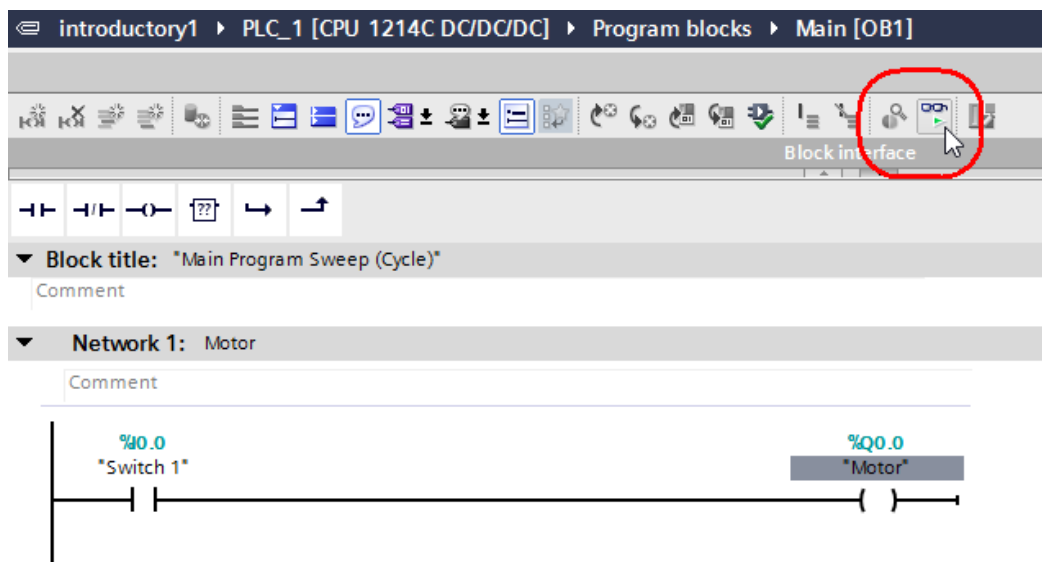 introductory1 ▸ PLC_1 [CPU 1214C DC/DC/DC] ▸ Program blocks ▸ Main [OB1]
Block interface
??
Block title: "Main Program Sweep (Cycle)"
Comment
Network 1: Motor
Comment
%I0.0 %Q0.0
"Switch 1" "Motor"